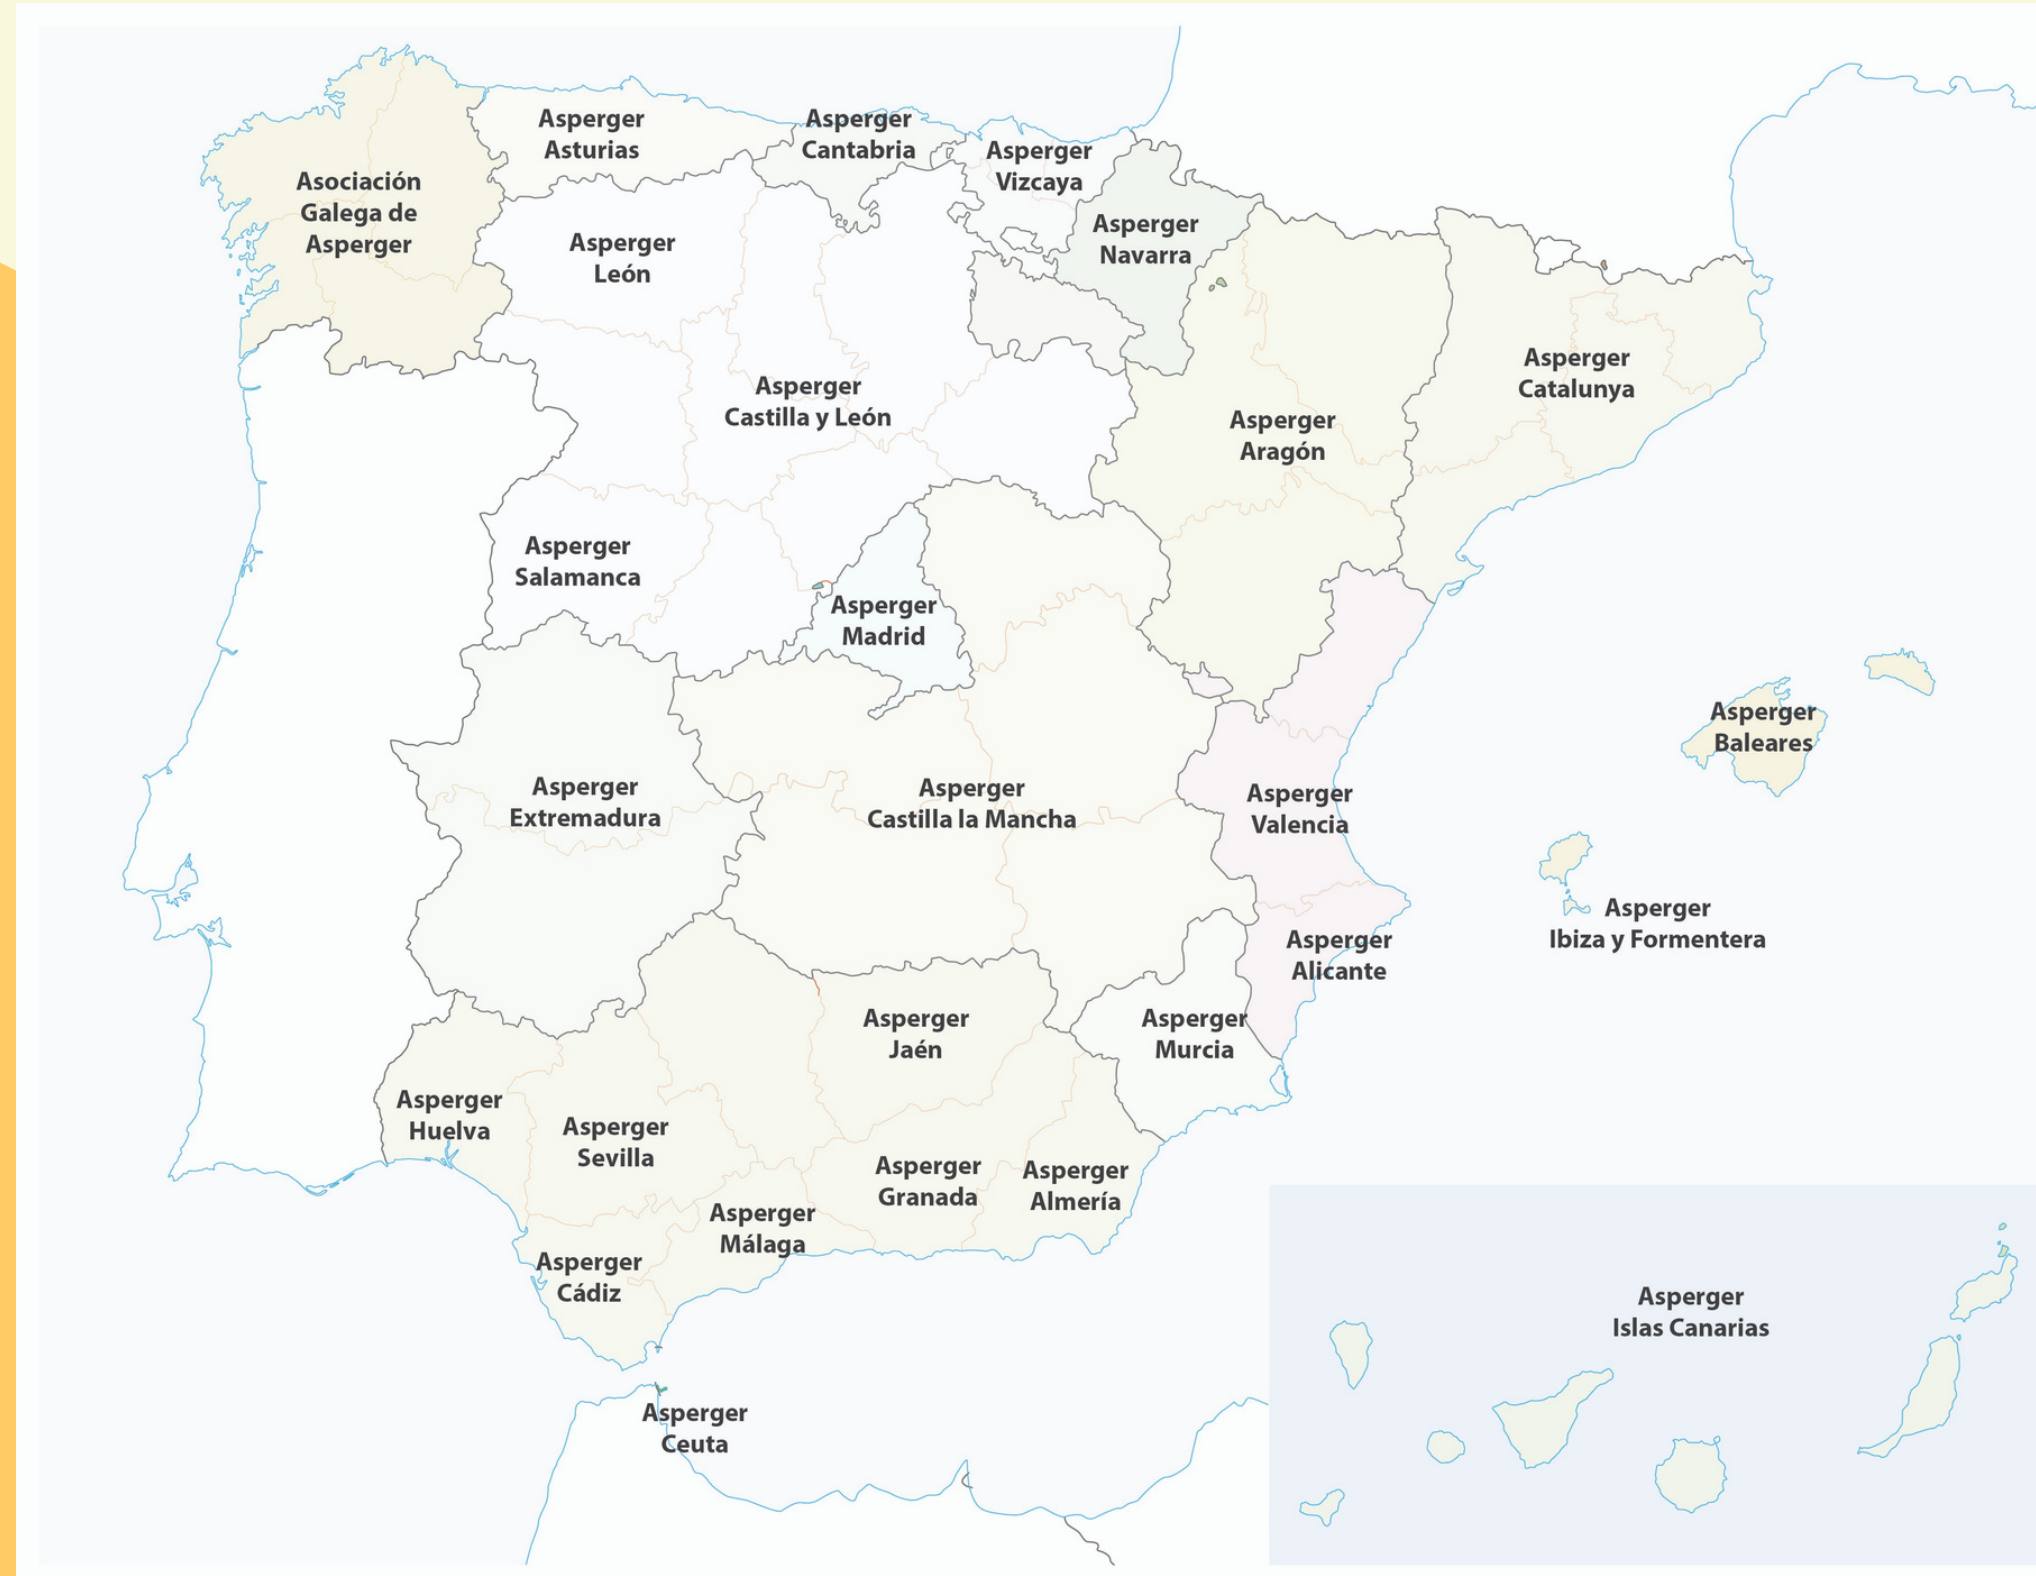 Asperger
Asturias
Asperger
Cantabria
Asperger
Vizcaya
Asociación
Galega de
Asperger
Asperger
León
Asperger
Navarra
Asperger
Castilla y León
Asperger
Aragón
Asperger
Catalunya
Asperger
Salamanca
Asperger
Madrid
Asperger
Baleares
Asperger
Extremadura
Asperger
Castilla la Mancha
Asperger
Valencia
Asperger
Ibiza y Formentera
Asperger
Alicante
Asperger
Jaén
Asperger
Murcia
Asperger
Huelva
Asperger
Sevilla
Asperger
Granada
Asperger
Almería
Asperger
Málaga
Asperger
Cádiz
Asperger
Islas Canarias
Asperger
Ceuta